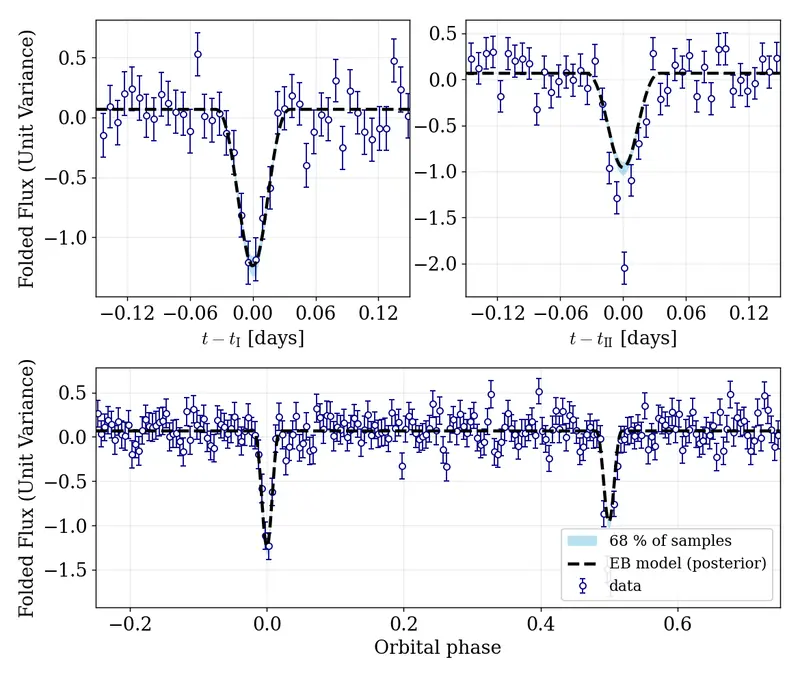 Folded Flux (Unit Variance)
0.5
0.0
−0.5
−1.0
−0.12 −0.06 0.00 0.06 0.12
t − tI [days]
0.5
0.0
−0.5
−1.0
−1.5
−2.0
−0.12 −0.06 0.00 0.06 0.12
t − tII [days]
Folded Flux (Unit Variance)
0.5
0.0
−0.5
−1.0
−1.5
68 % of samples
EB model (posterior)
data
−0.2 0.0 0.2 0.4 0.6
Orbital phase